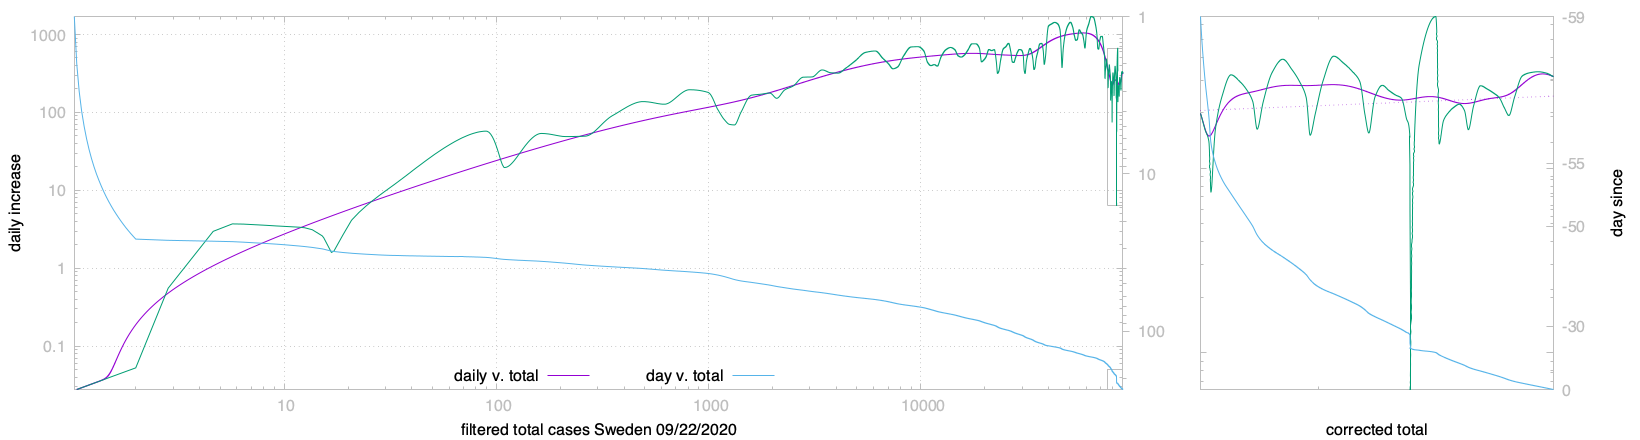 1000
100
10
1
0.1
daily increase
1
10
100
-59
-55
-50
-30
0
day since
daily v. total
day v. total
10
100
1000
10000
filtered total cases Sweden 09/22/2020
corrected total